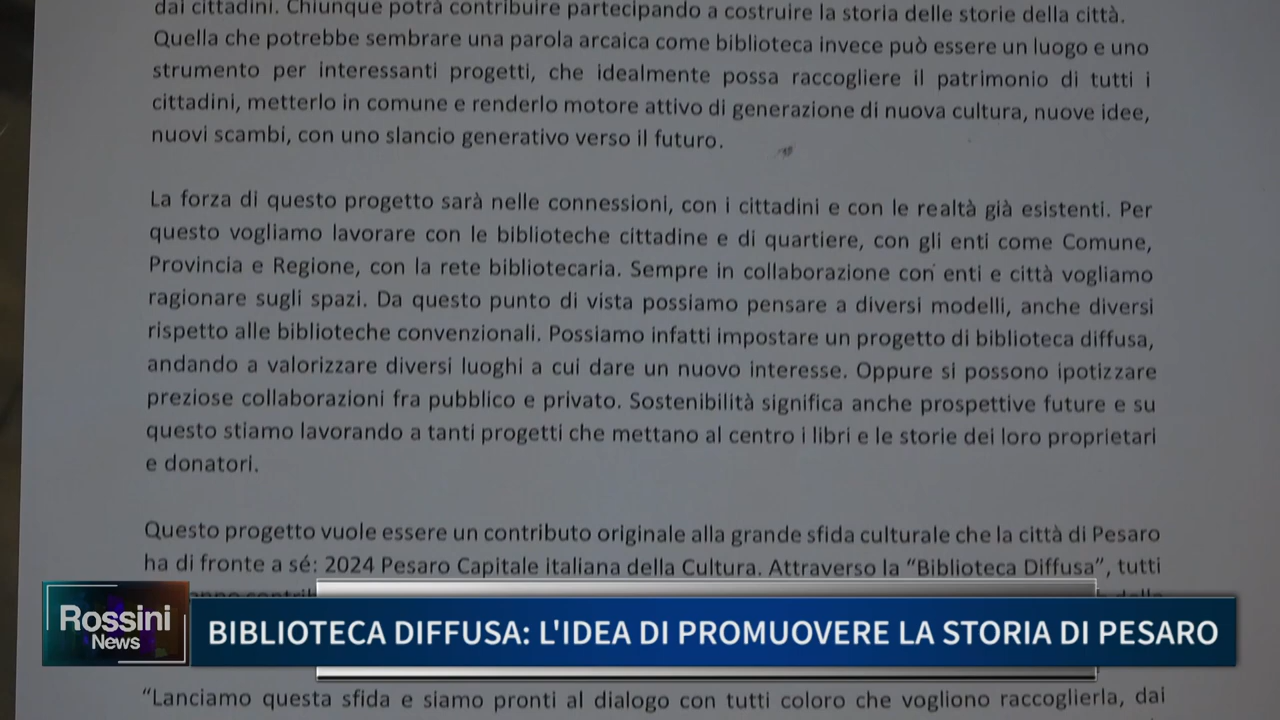 dai cittadini. Chiunque potrà contribuire partecipando a costruire la storia delle storie della città.
Quella che potrebbe sembrare una parola arcaica come biblioteca invece può essere un luogo e uno
strumento per interessanti progetti, che idealmente possa raccogliere il patrimonio di tutti i
cittadini, metterlo in comune e renderlo motore attivo di generazione di nuova cultura, nuove idee,
nuovi scambi, con uno slancio generativo verso il futuro.
La forza di questo progetto sarà nelle connessioni, con i cittadini e con le realtà già esistenti. Per
questo vogliamo lavorare con le biblioteche cittadine e di quartiere, con gli enti come Comune,
Provincia e Regione, con la rete bibliotecaria. Sempre in collaborazione con enti e città vogliamo
ragionare sugli spazi. Da questo punto di vista possiamo pensare a diversi modelli, anche diversi
rispetto alle biblioteche convenzionali. Possiamo infatti impostare un progetto di biblioteca diffusa,
andando a valorizzare diversi luoghi a cui dare un nuovo interesse. Oppure si possono ipotizzare
preziose collaborazioni fra pubblico e privato. Sostenibilità significa anche prospettive future e su
questo stiamo lavorando a tanti progetti che mettano al centro i libri e le storie dei loro proprietari
e donatori.
Questo progetto vuole essere un contributo originale alla grande sfida culturale che la città di Pesaro
ha di fronte a sé: 2024 Pesaro Capitale italiana della Cultura. Attraverso la “Biblioteca Diffusa”, tutti
Rossini
News
BIBLIOTECA DIFFUSA: L'IDEA DI PROMUOVERE LA STORIA DI PESARO
“Lanciamo questa sfida e siamo pronti al dialogo con tutti coloro che vogliono raccoglierla, dai